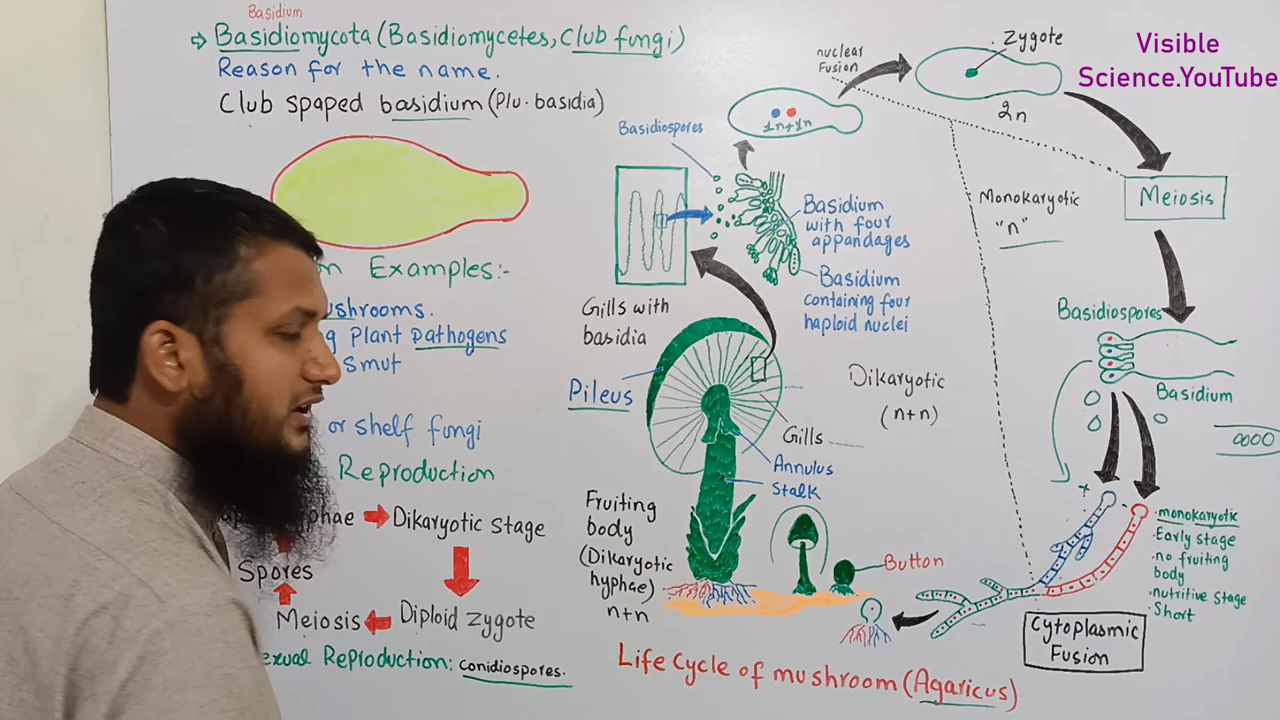 Basidium
Basidiomycota (Basidiomycetes, Club fungi)
Reason for the name.
Club spaped basidium (Plu. basidia)
Examples:-
ushrooms.
Plant pathogens
smut
or shelf fungi
Reproduction
hae
Dikaryotic stage
Spores
Meiosis
Diploid zygote
exual Reproduction: conidiospores.
nuclear
Fusion
Zygote
2n
Visible
Science.YouTube
Basidiospores
1n+1n
Meiosis
Monokaryotic
"n"
Basidium
with four
appandages
Basidium
containing four
haploid nuclei
Gills with
basidia
Pileus
Dikaryotic
(n+n)
Gills
Annulus
Stalk
Fruiting
body
(Dikaryotic
hyphae)
n+n
Button
Basidiospores
Basidium
+
-
monokaryotic
Early stage
no fruiting
body
nutritive stage
Short
Cytoplasmic
Fusion
Life Cycle of mushroom (Agaricus)